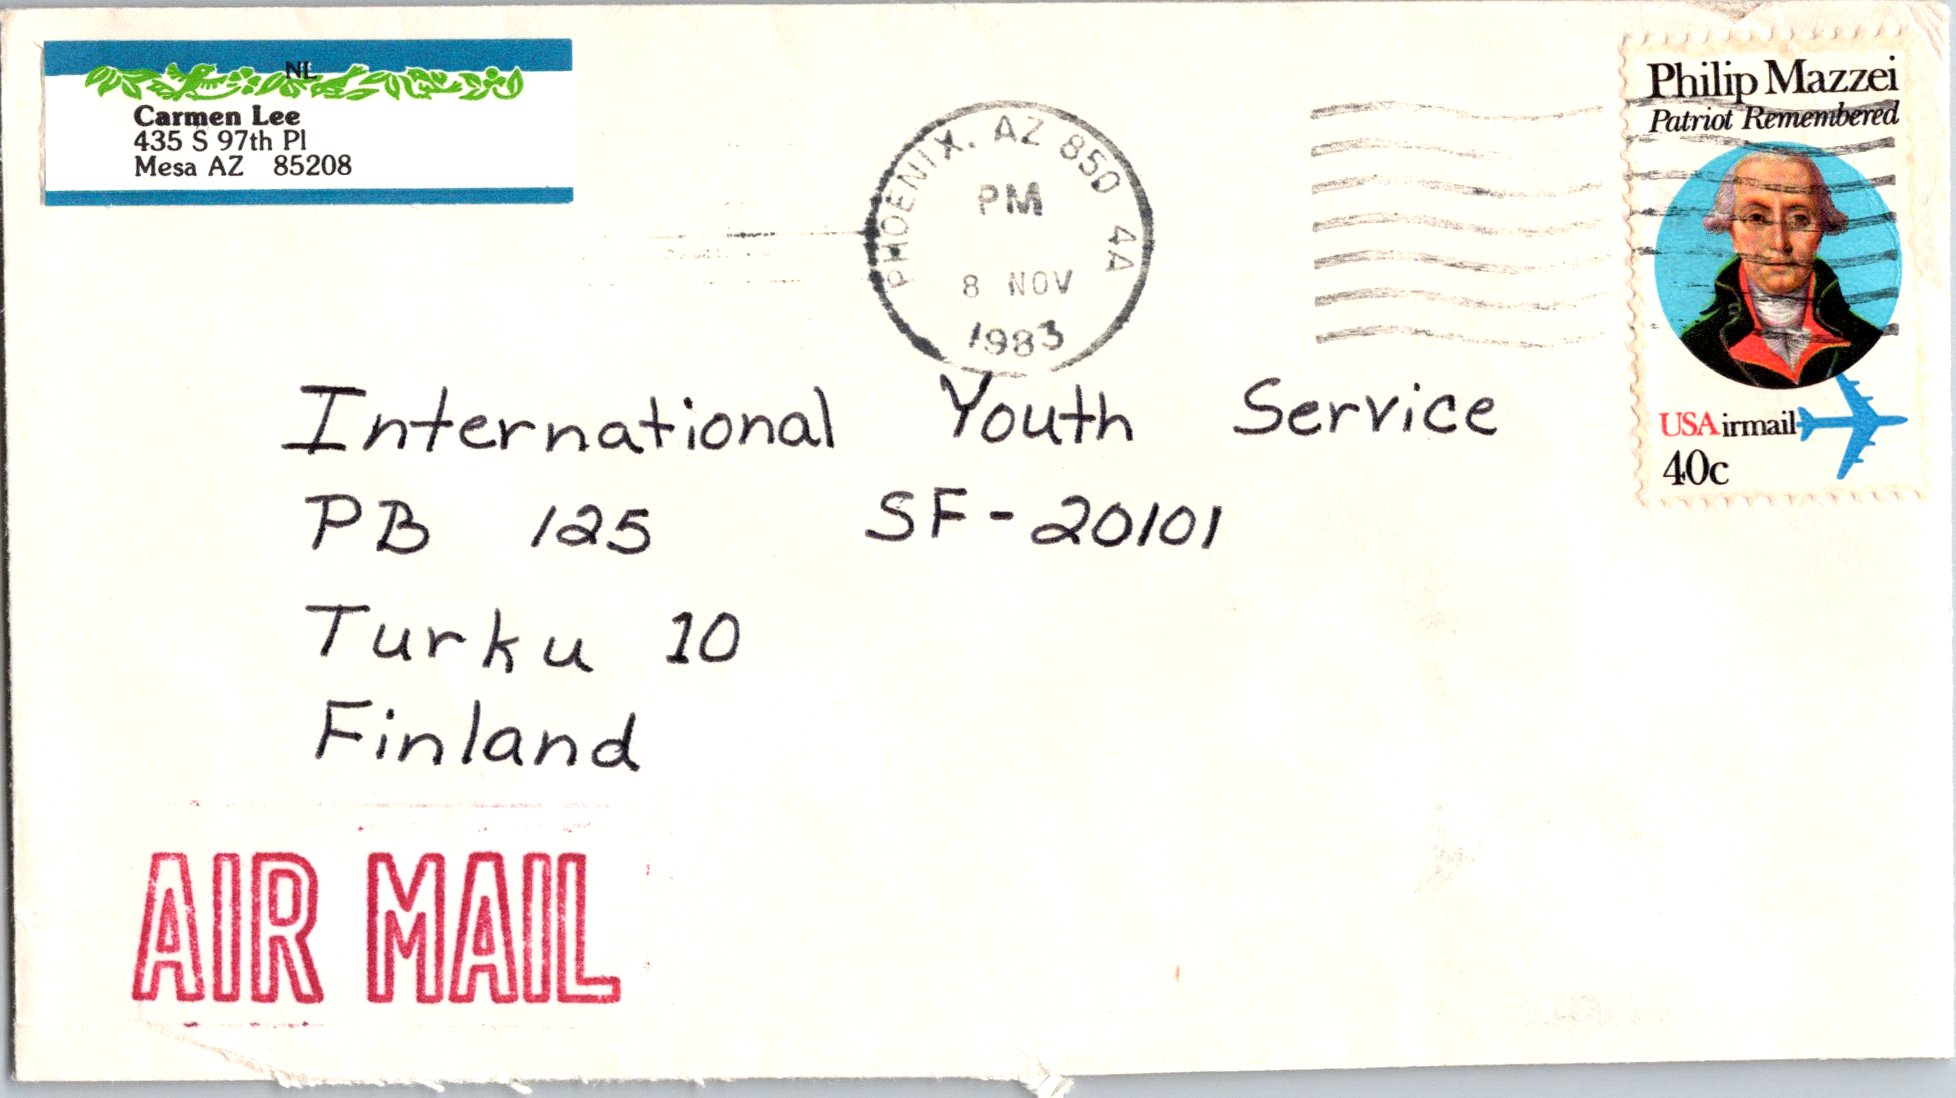 NL
Carmen Lee
435 S 97th Pl
Mesa AZ 85208
PHOENIX, AZ 850 4A
PM
8 NOV
1983
Philip Mazzei
Patriot Remembered
USAirmail
40c
International Youth Service
PB 125 SF-20101
Turku 10
Finland
AIR MAIL